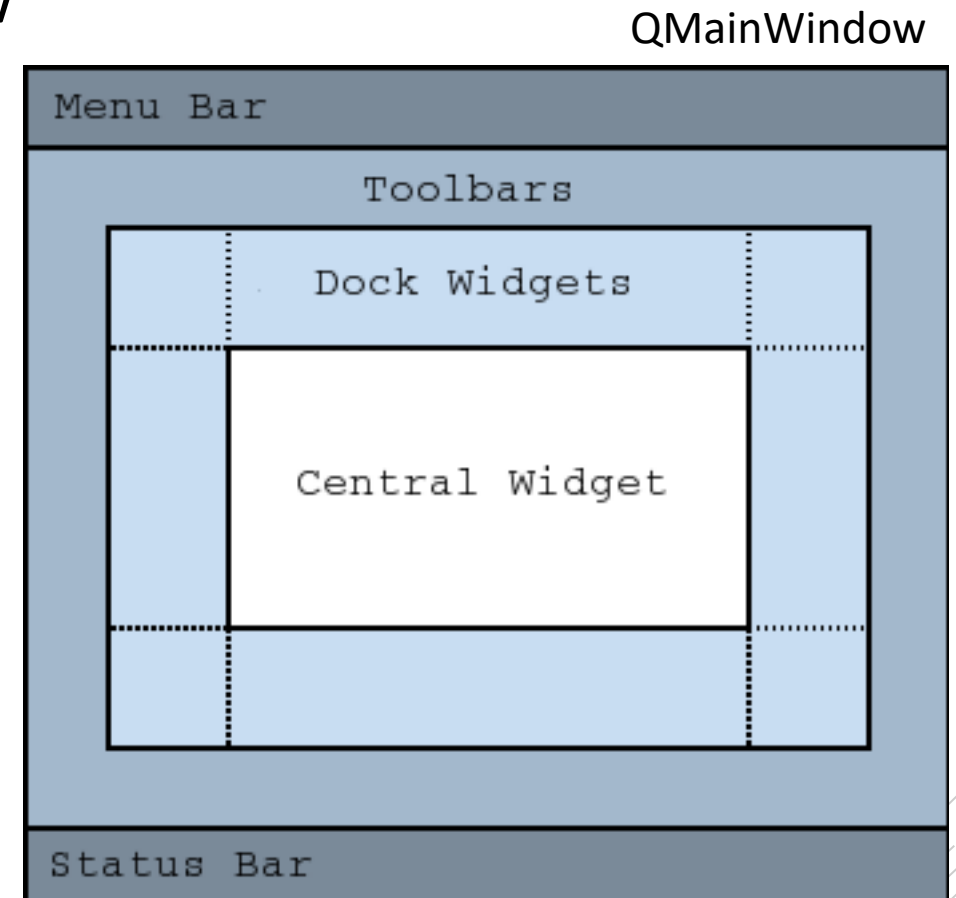 QMainWindow
Menu Bar
Toolbars
Dock Widgets
Central Widget
Status Bar